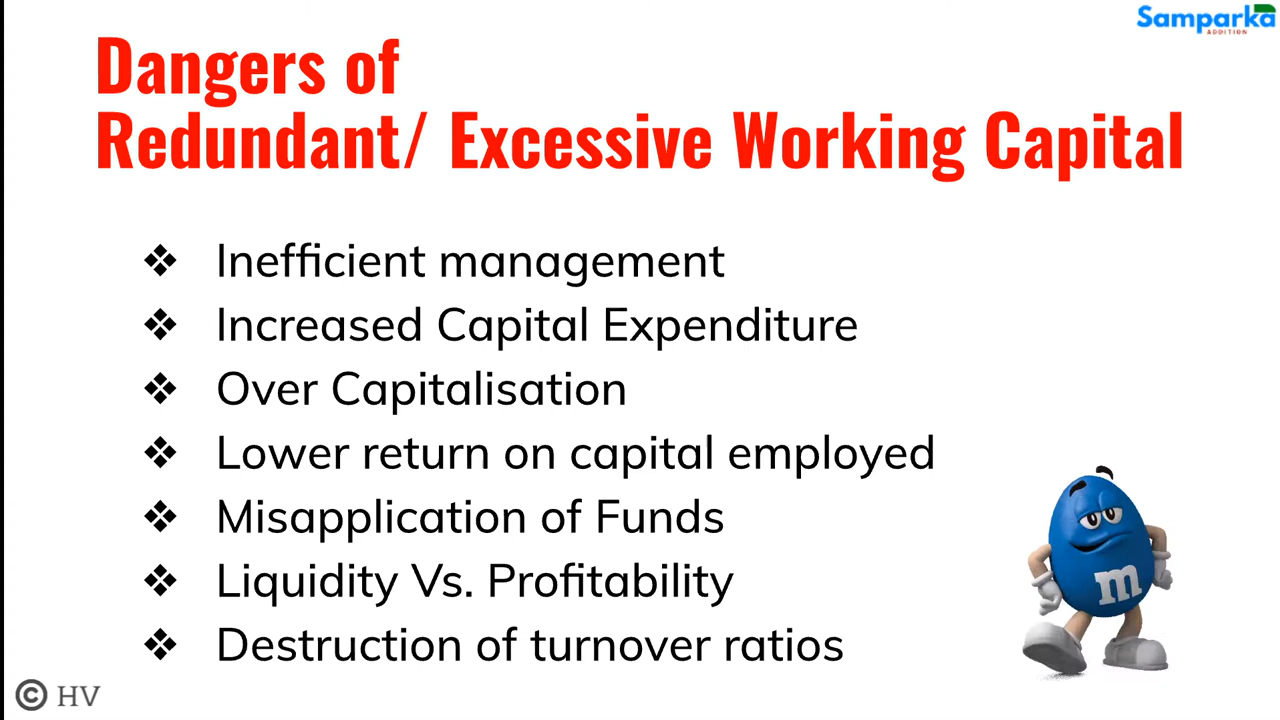 Samparka
ADDITION
Dangers of
Redundant/ Excessive Working Capital
❖ Inefficient management
❖ Increased Capital Expenditure
❖ Over Capitalisation
❖ Lower return on capital employed
❖ Misapplication of Funds
❖ Liquidity Vs. Profitability
❖ Destruction of turnover ratios
m
© HV